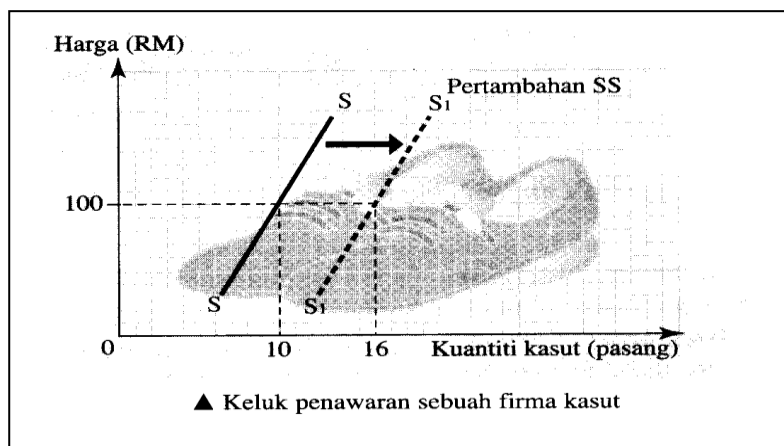 Harga (RM)
S
S1
Pertambahan SS
100
S
S1
0
10
16
Kuantiti kasut (pasang)
▲ Keluk penawaran sebuah firma kasut